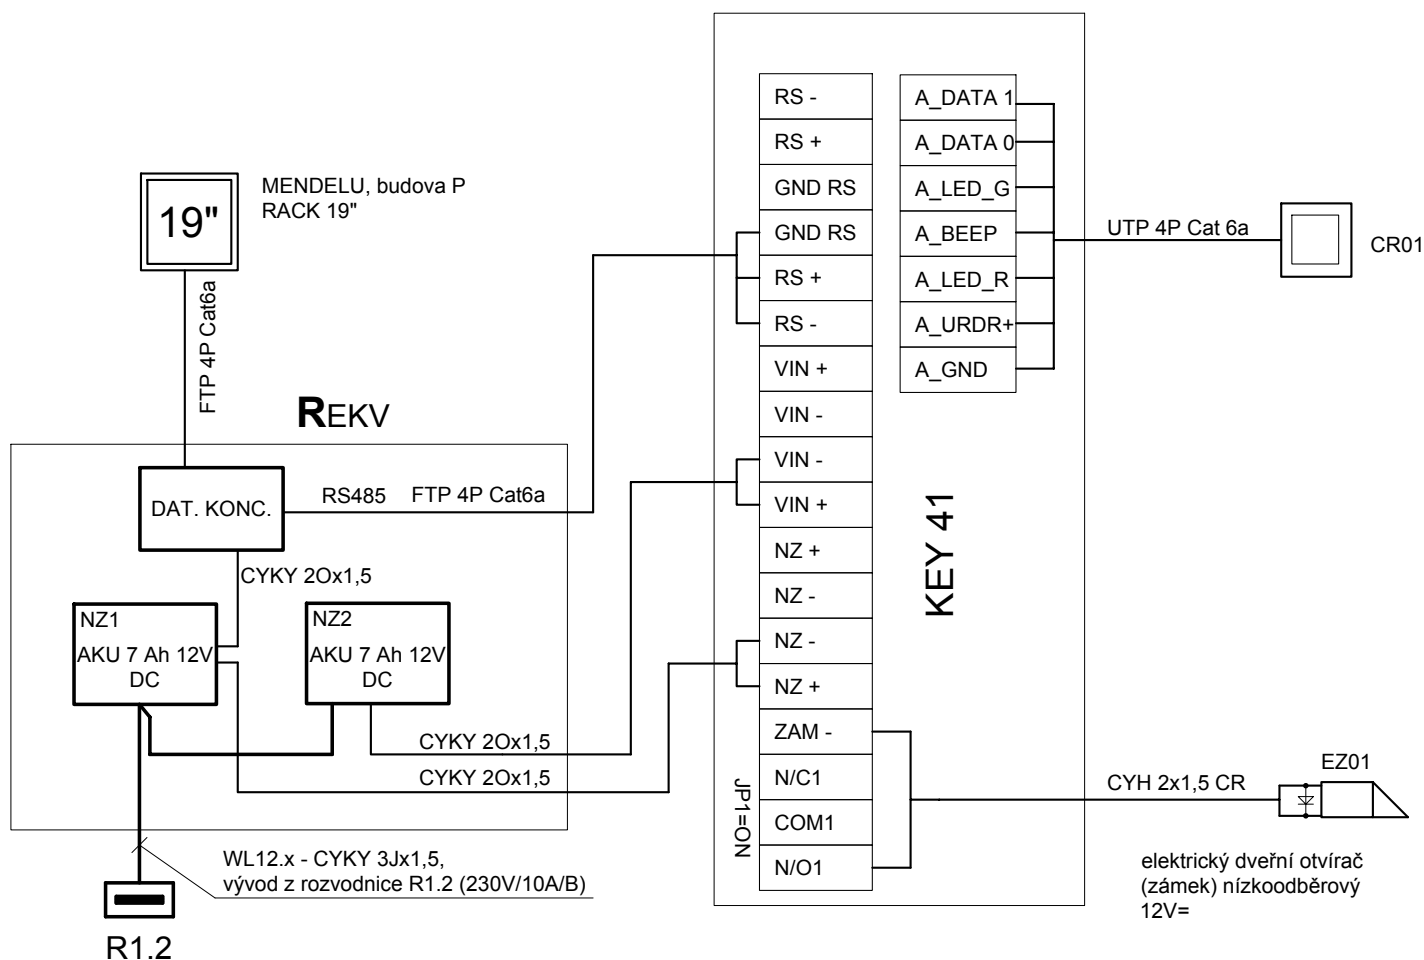 RS -
RS +
GND RS
GND RS
RS +
RS -
VIN +
VIN -
VIN -
VIN +
NZ +
NZ -
NZ -
NZ +
ZAM -
N/C1
COM1
N/O1
A_DATA 1
A_DATA 0
A_LED_G
A_BEEP
A_LED_R
A_URDR+
A_GND
KEY 41
JP1=ON
UTP 4P Cat 6a
CR01
19"
MENDELU, budova P
RACK 19"
FTP 4P Cat6a
REKV
DAT. KONC.
RS485
FTP 4P Cat6a
CYKY 2Ox1,5
NZ1
AKU 7 Ah 12V
DC
NZ2
AKU 7 Ah 12V
DC
CYKY 2Ox1,5
CYKY 2Ox1,5
WL12.x - CYKY 3Jx1,5,
vývod z rozvodnice R1.2 (230V/10A/B)
R1.2
EZ01
CYH 2x1,5 CR
elektrický dveřní otvírač
(zámek) nízkoodběrový
12V=